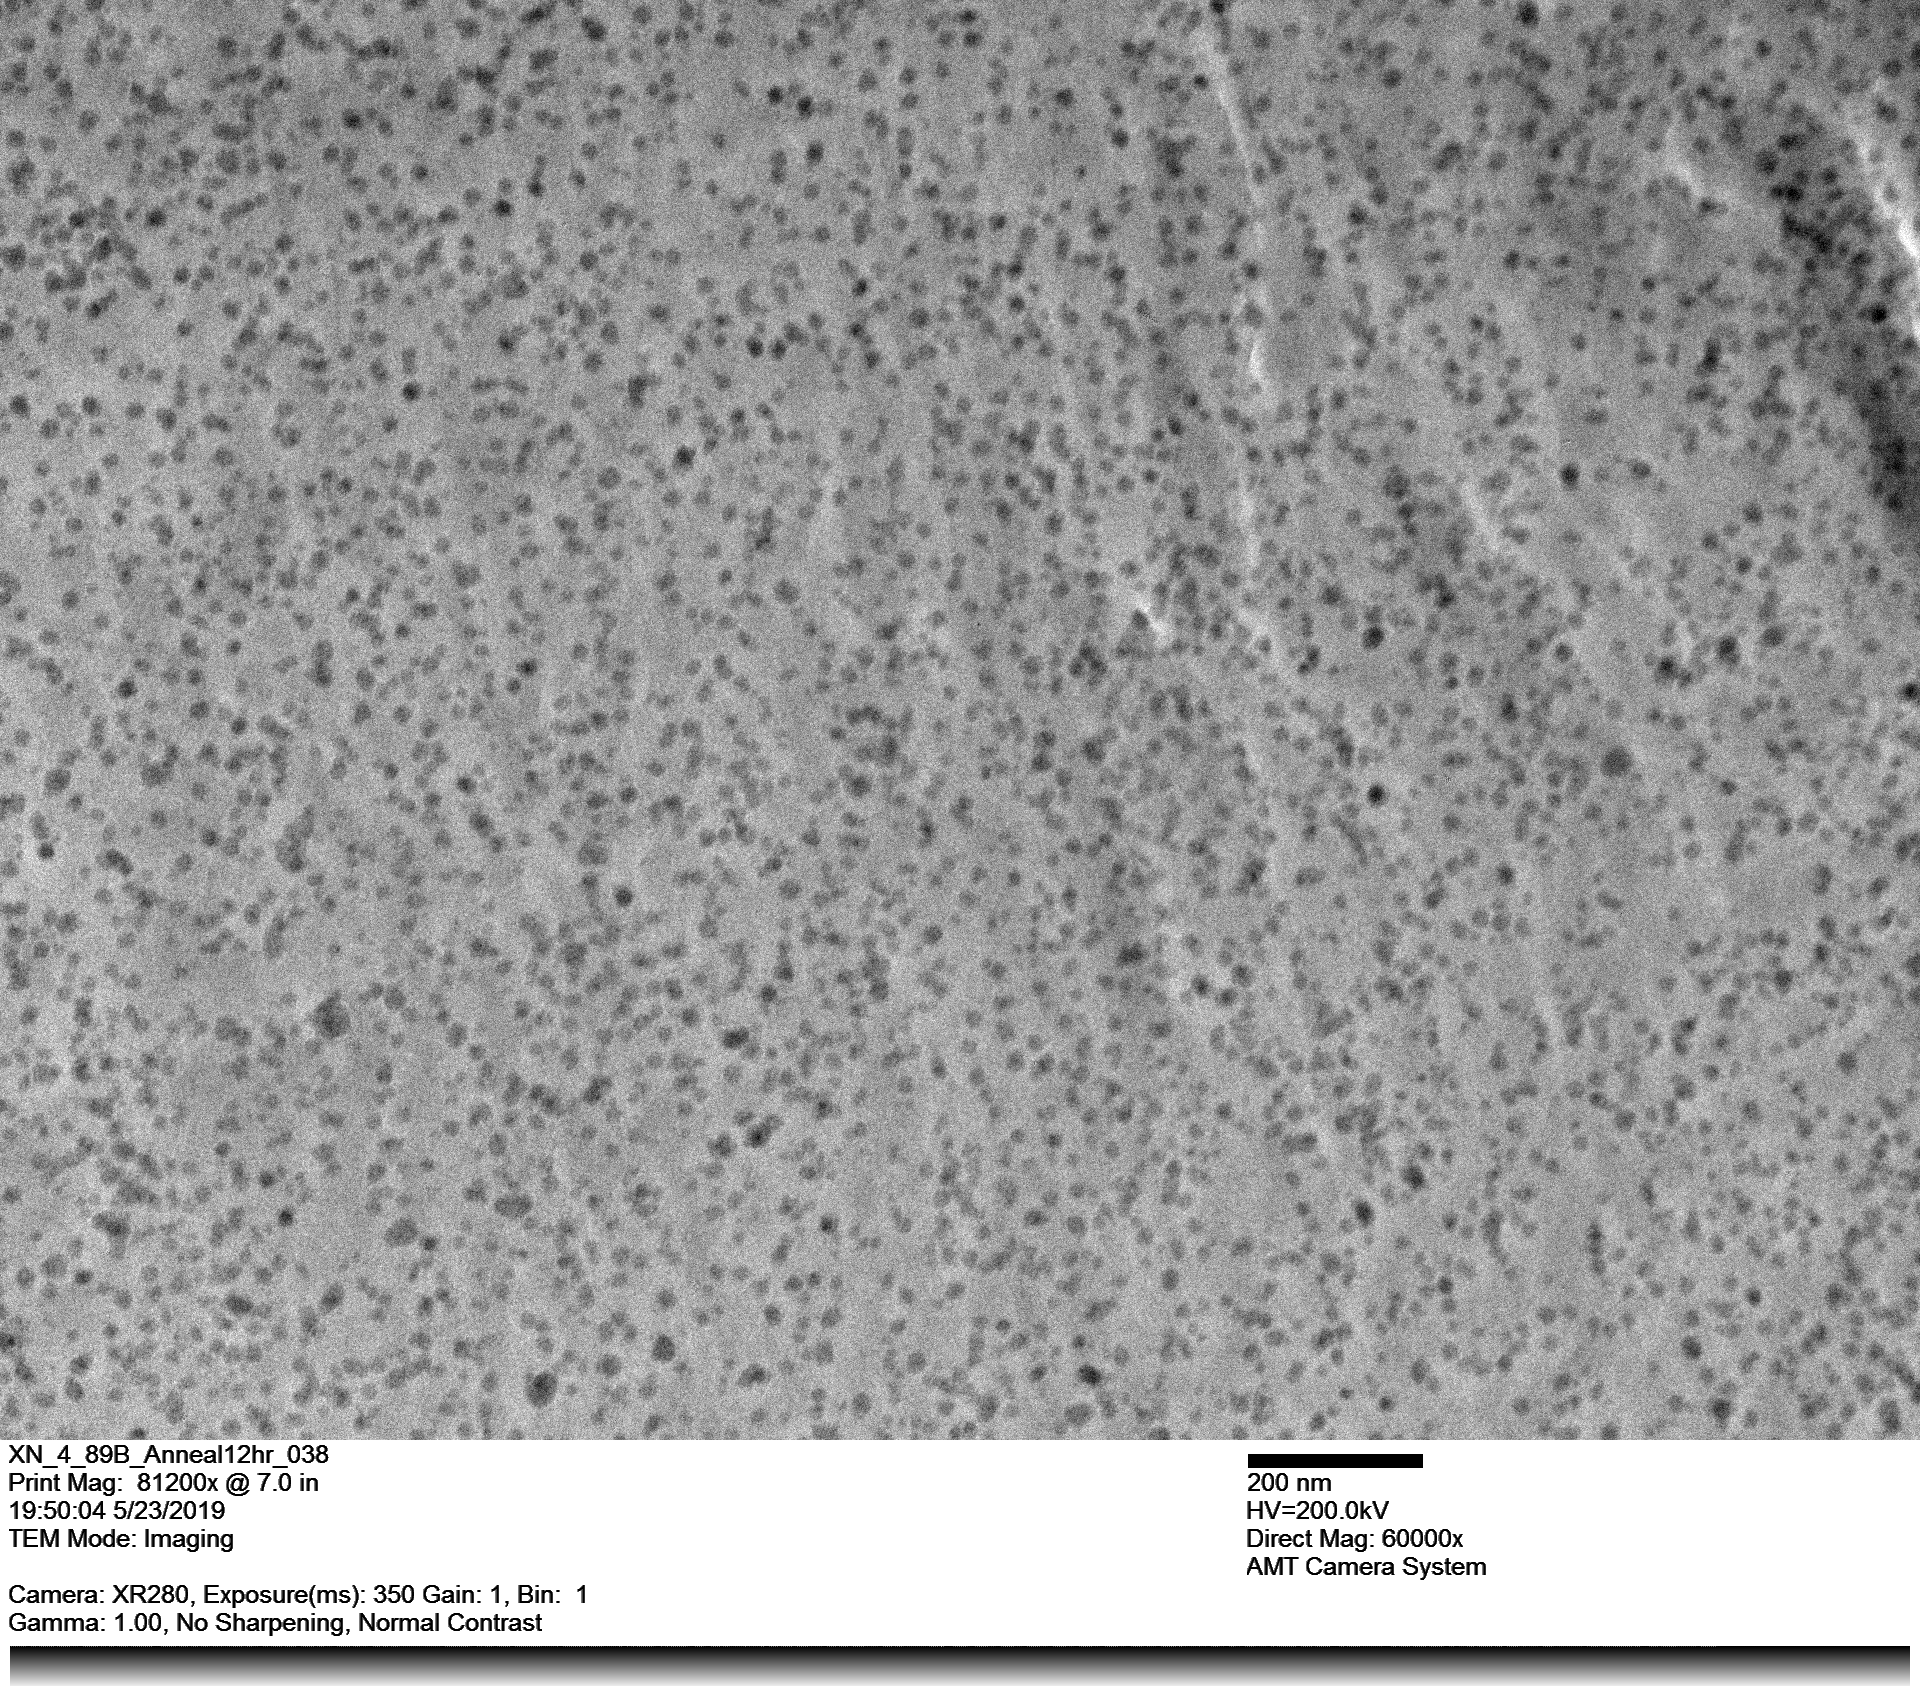 XN_4_89B_Anneal12hr_038
Print Mag:  81200x @ 7.0 in
19:50:04 5/23/2019
TEM Mode: Imaging
Camera: XR280, Exposure(ms): 350 Gain: 1, Bin:  1
Gamma: 1.00, No Sharpening, Normal Contrast
200 nm
HV=200.0kV
Direct Mag: 60000x
AMT Camera System